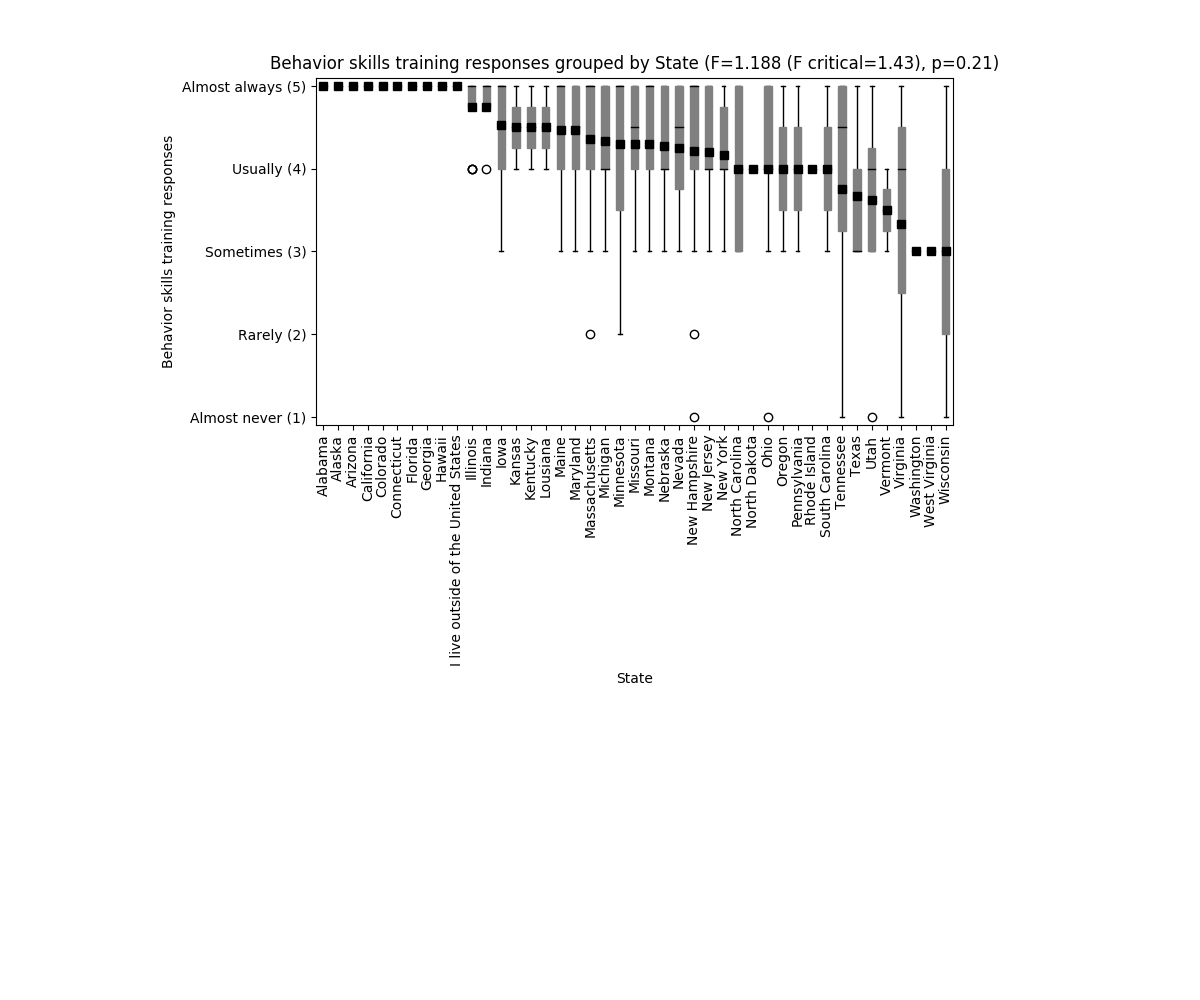 Behavior skills training responses grouped by State (F=1.188 (F critical=1.43), p=0.21)
Behavior skills training responses
Almost always (5)
Usually (4)
Sometimes (3)
Rarely (2)
Almost never (1)
Alabama
Alaska
Arizona
California
Colorado
Connecticut
Florida
Georgia
Hawaii
I live outside of the United States
Illinois
Indiana
Iowa
Kansas
Kentucky
Lousiana
Maine
Maryland
Massachusetts
Michigan
Minnesota
Missouri
Montana
Nebraska
Nevada
New Hampshire
New Jersey
New York
North Carolina
North Dakota
Ohio
Oregon
Pennsylvania
Rhode Island
South Carolina
Tennessee
Texas
Utah
Vermont
Virginia
Washington
West Virginia
Wisconsin
State